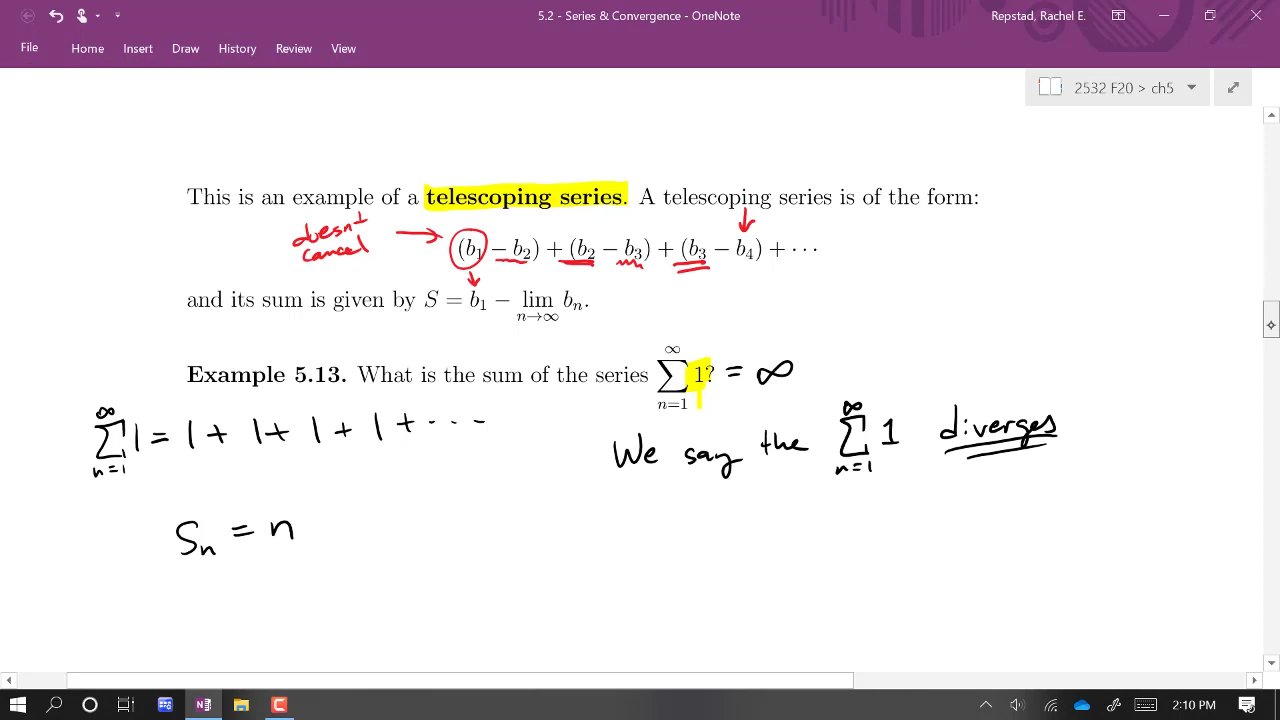 5.2 - Series & Convergence - OneNote
Repstad, Rachel E.
File Home Insert Draw History Review View
2532 F20 > ch5
This is an example of a telescoping series. A telescoping series is of the form:
doesn't
cancel
(b₁ − b₂) + (b₂ − b₃) + (b₃ − b₄) + ⋯
and its sum is given by S = b₁ − lim_{n→∞} bₙ.
Example 5.13. What is the sum of the series ∑_{n=1}^{∞} 1? = ∞
∑_{n=1}^{∞} 1 = 1 + 1 + 1 + 1 + ⋯
We say the ∑_{n=1}^{∞} 1 diverges
Sₙ = n
2:10 PM